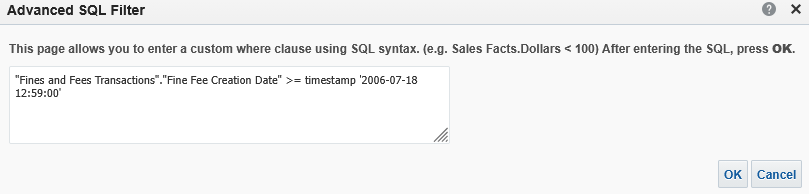 Advanced SQL Filter
This page allows you to enter a custom where clause using SQL syntax. (e.g. Sales Facts.Dollars < 100) After entering the SQL, press OK.
"Fines and Fees Transactions"."Fine Fee Creation Date" >= timestamp '2006-07-18
12:59:00'
OK Cancel